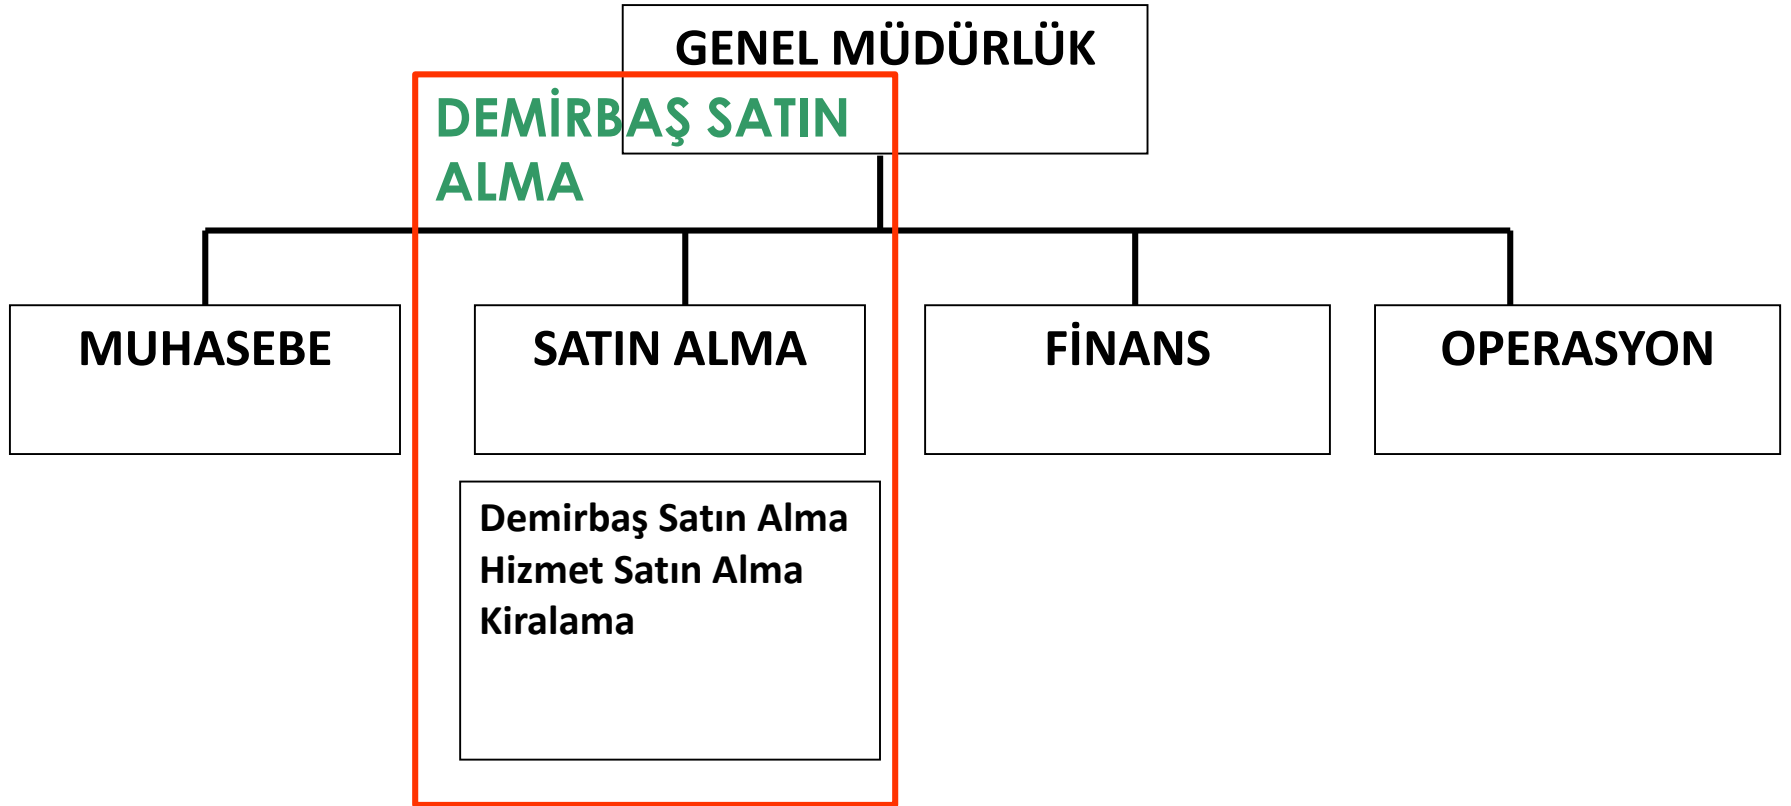 GENEL MÜDÜRLÜK
DEMİRBAŞ SATIN
ALMA
MUHASEBE
SATIN ALMA
FİNANS
OPERASYON
Demirbaş Satın Alma
Hizmet Satın Alma
Kiralama